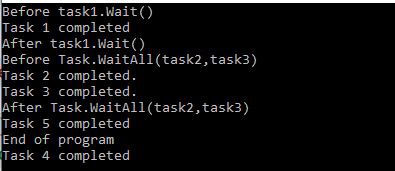 Before task1.Wait()
Task 1 completed
After task1.Wait()
Before Task.WaitAll(task2,task3)
Task 2 completed.
Task 3 completed.
After Task.WaitAll(task2,task3)
Task 5 completed
End of program
Task 4 completed